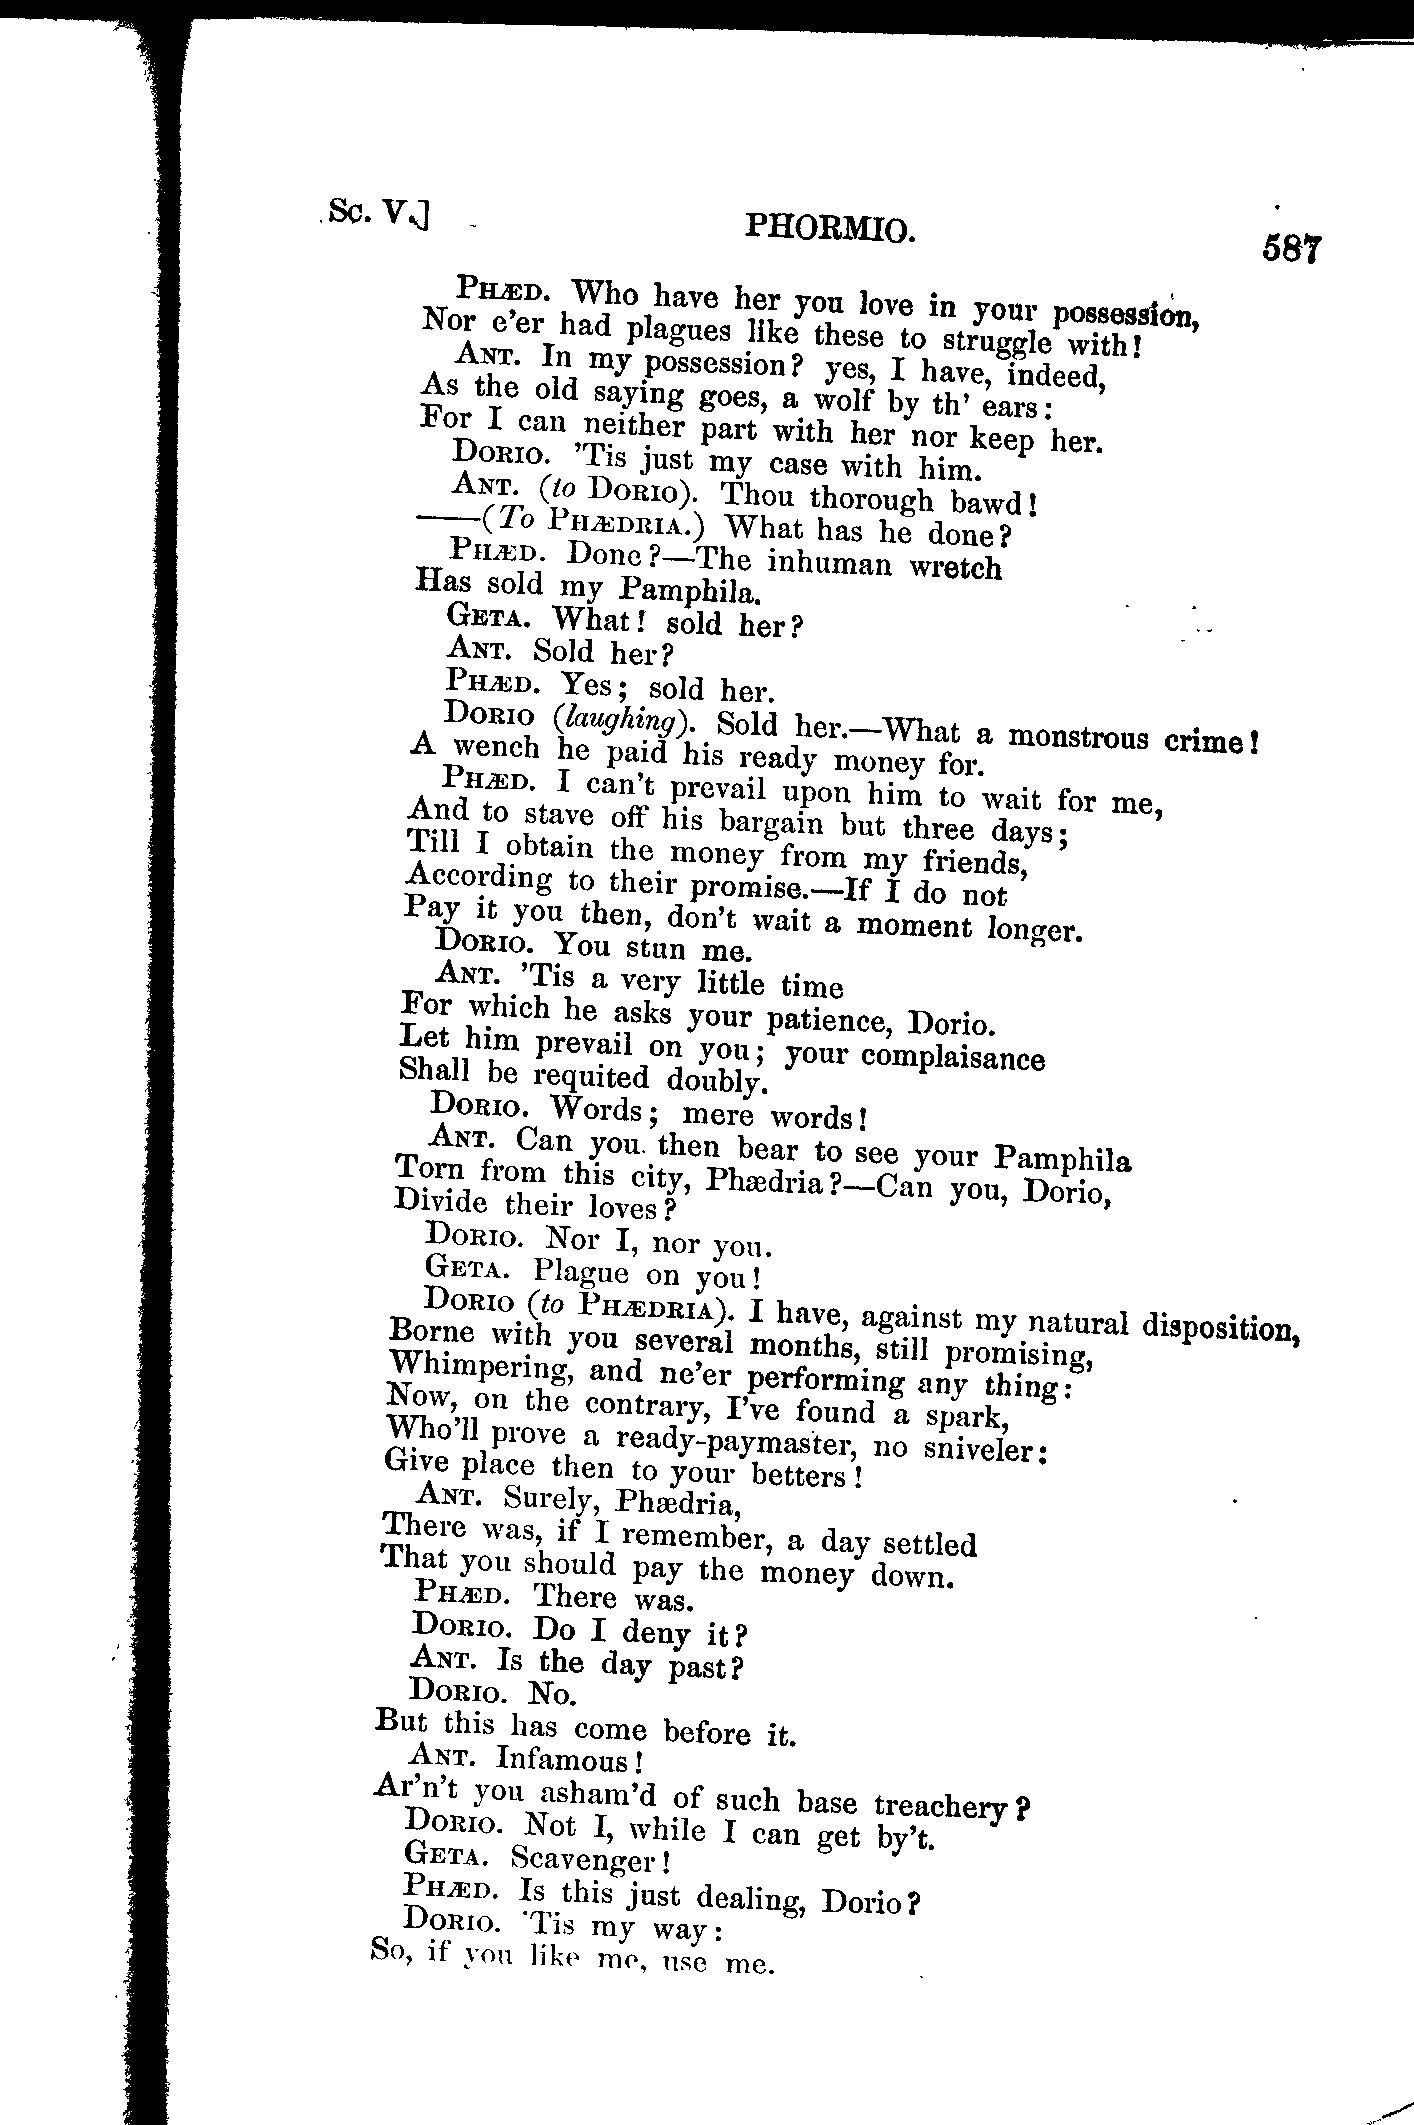 Sc. V.] PHORMIO. 587
PHÆD. Who have her you love in your possession,
Nor e'er had plagues like these to struggle with!
ANT. In my possession? yes, I have, indeed,
As the old saying goes, a wolf by th' ears:
For I can neither part with her nor keep her.
DORIO. 'Tis just my case with him.
ANT. (to DORIO). Thou thorough bawd!
——(To PHÆDRIA.) What has he done?
PHÆD. Done?—The inhuman wretch
Has sold my Pamphila.
GETA. What! sold her?
ANT. Sold her?
PHÆD. Yes; sold her.
DORIO (laughing). Sold her.—What a monstrous crime!
A wench he paid his ready money for.
PHÆD. I can't prevail upon him to wait for me,
And to stave off his bargain but three days;
Till I obtain the money from my friends,
According to their promise.—If I do not
Pay it you then, don't wait a moment longer.
DORIO. You stun me.
ANT. 'Tis a very little time
For which he asks your patience, Dorio.
Let him prevail on you; your complaisance
Shall be requited doubly.
DORIO. Words; mere words!
ANT. Can you then bear to see your Pamphila
Torn from this city, Phædria?—Can you, Dorio,
Divide their loves?
DORIO. Nor I, nor you.
GETA. Plague on you!
DORIO (to PHÆDRIA). I have, against my natural disposition,
Borne with you several months, still promising,
Whimpering, and ne'er performing any thing:
Now, on the contrary, I've found a spark,
Who'll prove a ready-paymaster, no sniveler:
Give place then to your betters!
ANT. Surely, Phædria,
There was, if I remember, a day settled
That you should pay the money down.
PHÆD. There was.
DORIO. Do I deny it?
ANT. Is the day past?
DORIO. No.
But this has come before it.
ANT. Infamous!
Ar'n't you asham'd of such base treachery?
DORIO. Not I, while I can get by't.
GETA. Scavenger!
PHÆD. Is this just dealing, Dorio?
DORIO. 'Tis my way:
So, if you like me, use me.